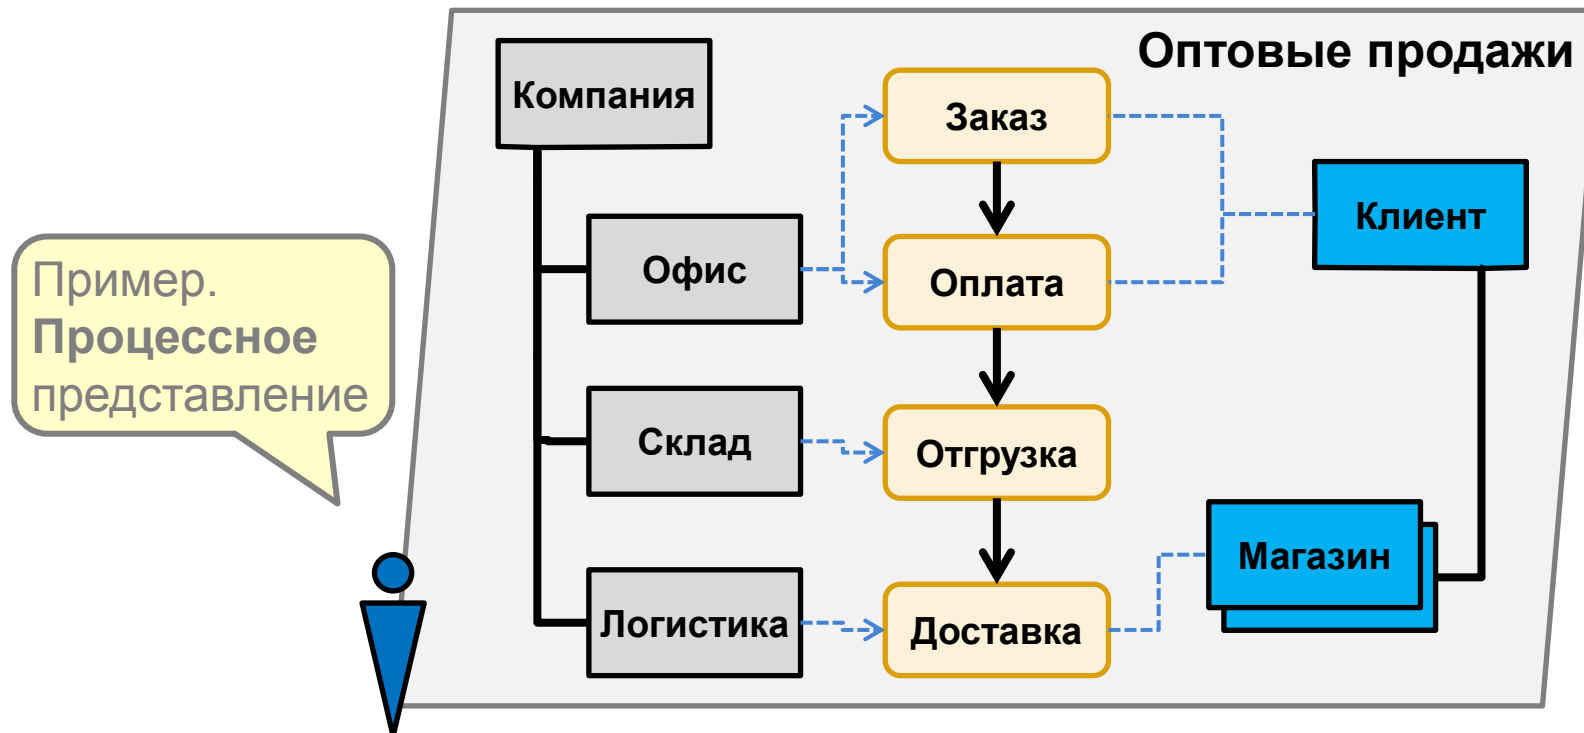 Оптовые продажи
Компания
Заказ
Клиент
Офис
Оплата
Пример.
Процессное
представление
Склад
Отгрузка
Магазин
Логистика
Доставка